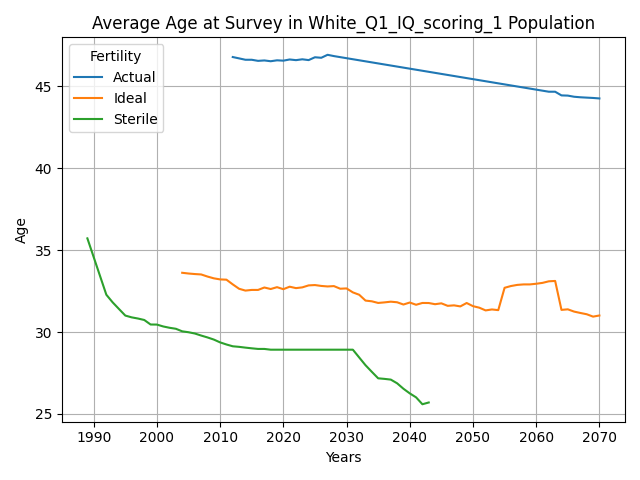 Average Age at Survey in White_Q1_IQ_scoring_1 Population
Fertility
Actual
Ideal
Sterile
45
40
35
30
25
Age
1990 2000 2010 2020 2030 2040 2050 2060 2070
Years